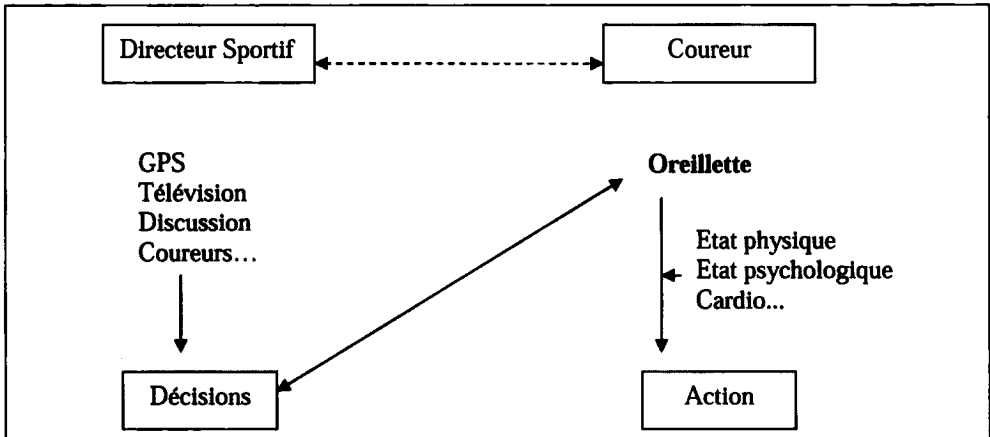 Directeur Sportif
Coureur
GPS
Télévision
Discussion
Coureurs…
Oreillette
Etat physique
Etat psychologique
Cardio...
Décisions
Action